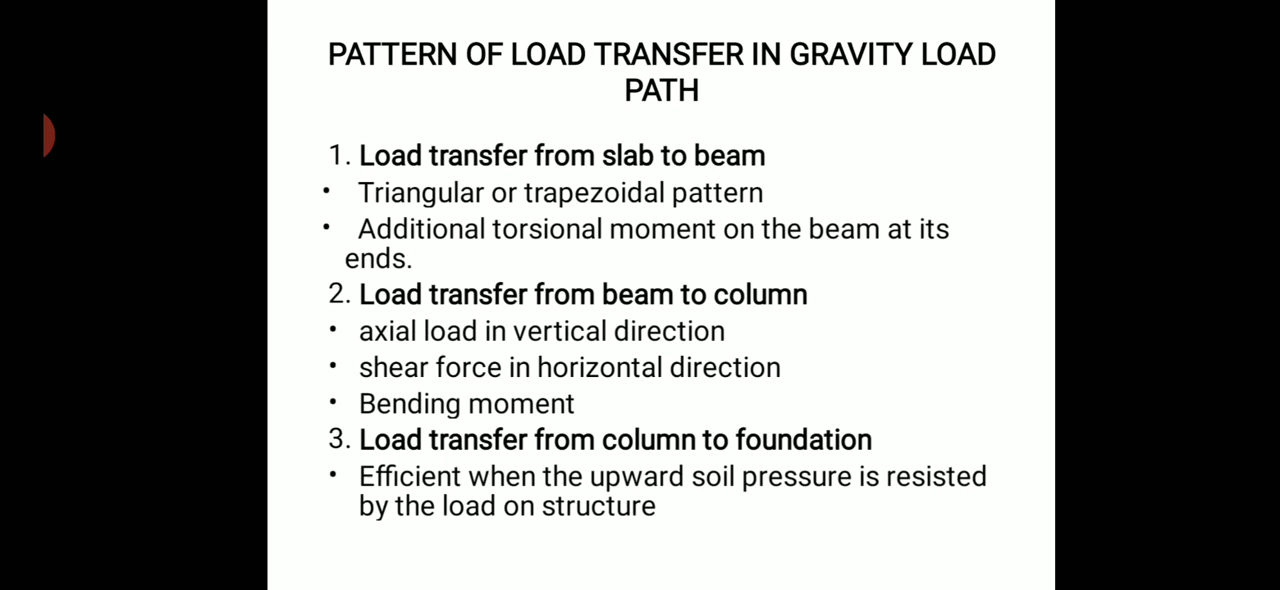 PATTERN OF LOAD TRANSFER IN GRAVITY LOAD
PATH
1. Load transfer from slab to beam
• Triangular or trapezoidal pattern
• Additional torsional moment on the beam at its
ends.
2. Load transfer from beam to column
• axial load in vertical direction
• shear force in horizontal direction
• Bending moment
3. Load transfer from column to foundation
• Efficient when the upward soil pressure is resisted
by the load on structure